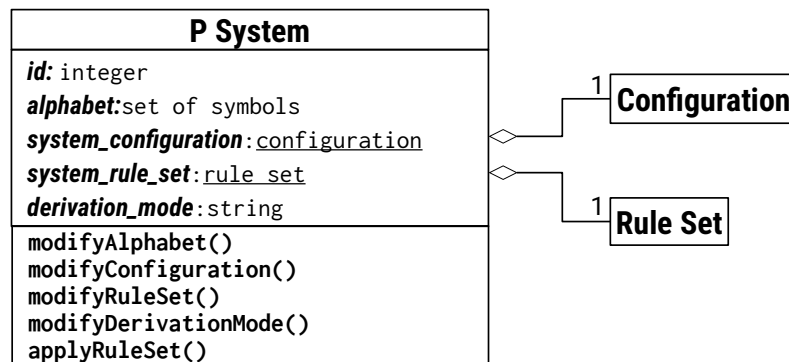 P System
id: integer
alphabet:set of symbols
system_configuration:configuration
system_rule_set:rule set
derivation_mode:string
modifyAlphabet()
modifyConfiguration()
modifyRuleSet()
modifyDerivationMode()
applyRuleSet()
1
Configuration
1
Rule Set